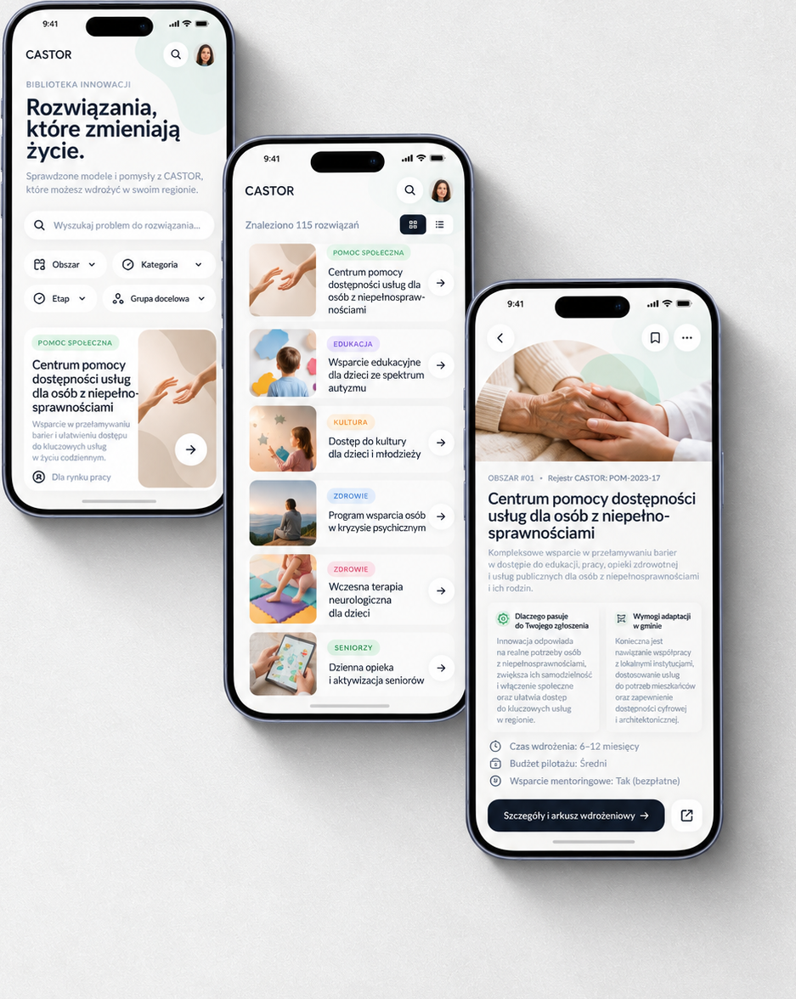 9:41
CASTOR
BIBLIOTEKA INNOWACJI
Rozwiązania,
które zmieniają
życie.
Sprawdzone modele i pomysły z CASTOR,
które możesz wdrożyć w swoim regionie.
Wyszukaj problem do rozwiązania...
Obszar
Kategoria
Etap
Grupa docelowa
POMOC SPOŁECZNA
Centrum pomocy
dostępności usług
dla osób z niepełno-
sprawnościami
Wsparcie w przełamywaniu
barier i ułatwieniu dostępu
do kluczowych usług
w życiu codziennym.
Dla rynku pracy
9:41
CASTOR
Znaleziono 115 rozwiązań
POMOC SPOŁECZNA
Centrum pomocy
dostępności usług dla
osób z niepełnospraw-
nościami
EDUKACJA
Wsparcie edukacyjne
dla dzieci ze spektrum
autyzmu
KULTURA
Dostęp do kultury
dla dzieci i młodzieży
ZDROWIE
Program wsparcia osób
w kryzysie psychicznym
ZDROWIE
Wczesna terapia
neurologiczna
dla dzieci
SENIORZY
Dzienna opieka
i aktywizacja seniorów
9:41
OBSZAR #01 • Rejestr CASTOR: POM-2023-17
Centrum pomocy dostępności
usług dla osób z niepełno-
sprawnościami
Kompleksowe wsparcie w przełamywaniu barier
w dostępie do edukacji, pracy, opieki zdrowotnej
i usług publicznych dla osób z niepełnosprawnościami
i ich rodzin.
Dlaczego pasuje
do Twojego zgłoszenia
Innowacja odpowiada
na realne potrzeby osób
z niepełnosprawnościami,
zwiększa ich samodzielność
i włączenie społeczne
oraz ułatwia dostęp
do kluczowych usług
w regionie.
Wymogi adaptacji
w gminie
Konieczna jest
nawiązanie współpracy
z lokalnymi instytucjami,
dostosowanie usług
do potrzeb mieszkańców
oraz zapewnienie
dostępności cyfrowej
i architektonicznej.
Czas wdrożenia: 6–12 miesięcy
Budżet pilotażu: Średni
Wsparcie mentoringowe: Tak (bezpłatne)
Szczegóły i arkusz wdrożeniowy →